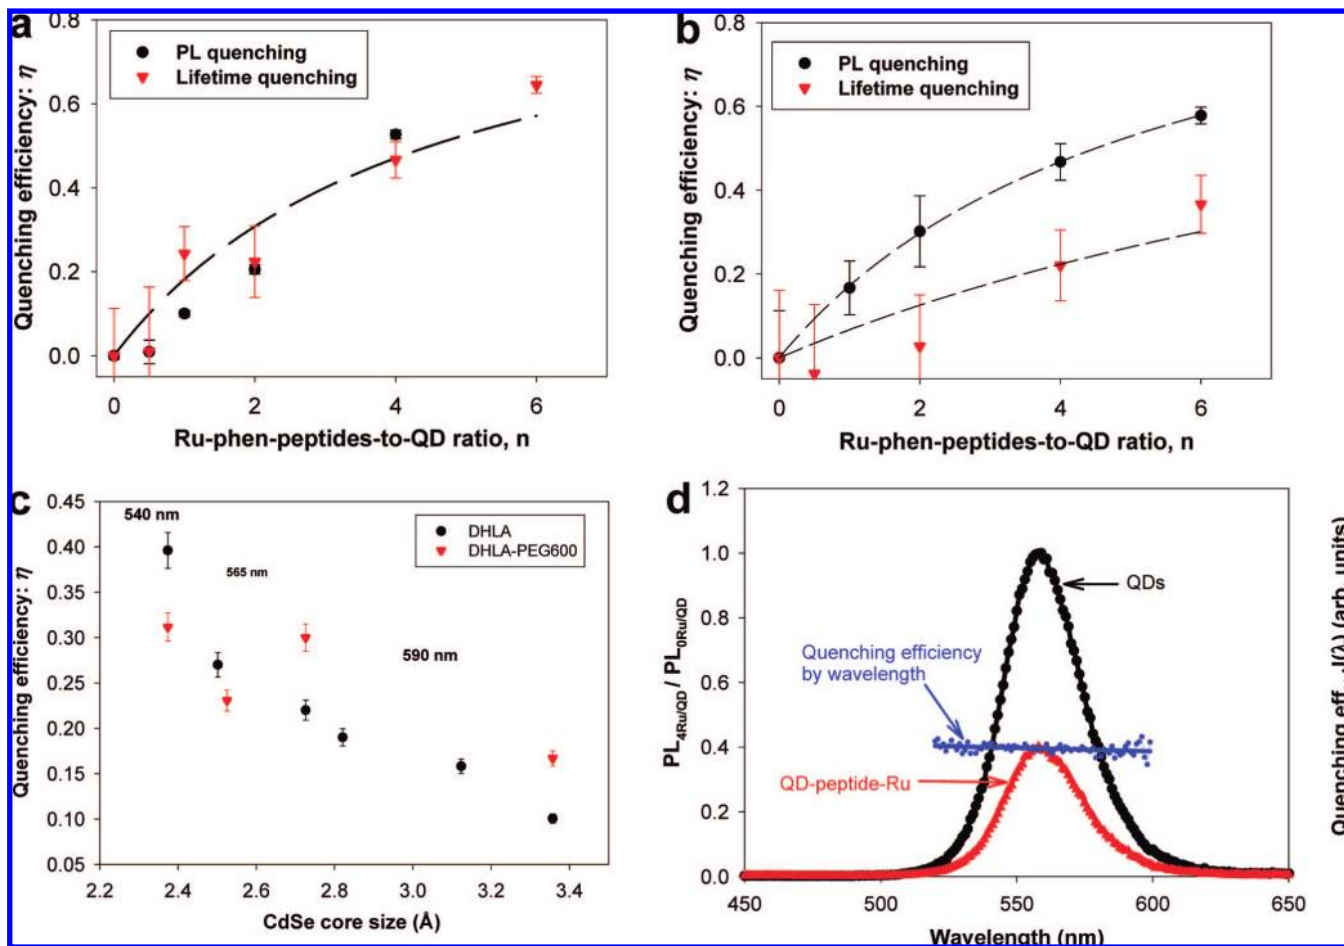 a
0.8
0.6
0.4
0.2
0.0
Quenching efficiency: η
PL quenching
Lifetime quenching
0 2 4 6
Ru-phen-peptides-to-QD ratio, n
b
0.8
0.6
0.4
0.2
0.0
Quenching efficiency: η
PL quenching
Lifetime quenching
0 2 4 6
Ru-phen-peptides-to-QD ratio, n
c
0.45
0.40
0.35
0.30
0.25
0.20
0.15
0.10
0.05
Quenching efficiency: η
540 nm
565 nm
590 nm
DHLA
DHLA-PEG600
2.2 2.4 2.6 2.8 3.0 3.2 3.4
CdSe core size (Å)
d
1.2
1.0
0.8
0.6
0.4
0.2
0.0
PL4Ru/QD / PL0Ru/QD
QDs
Quenching efficiency
by wavelength
QD-peptide-Ru
450 500 550 600 650
Wavelength (nm)
Quenching eff., J(λ) (arb. units)